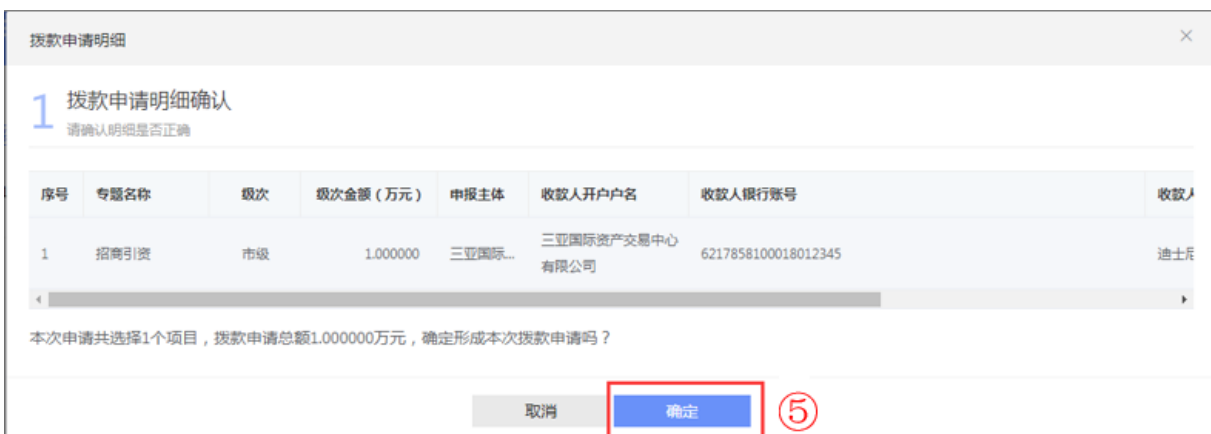 拨款申请明细
×
1 拨款申请明细确认
请确认明细是否正确
序号 专题名称 级次 级次金额(万元) 申报主体 收款人开户户名 收款人银行账号 收款人
1 招商引资 市级 1.000000 三亚国际... 三亚国际资产交易中心 6217858100018012345 迪士尼
有限公司
本次申请共选择1个项目,拨款申请总额1.000000万元,确定形成本次拨款申请吗?
取消 确定 ⑤